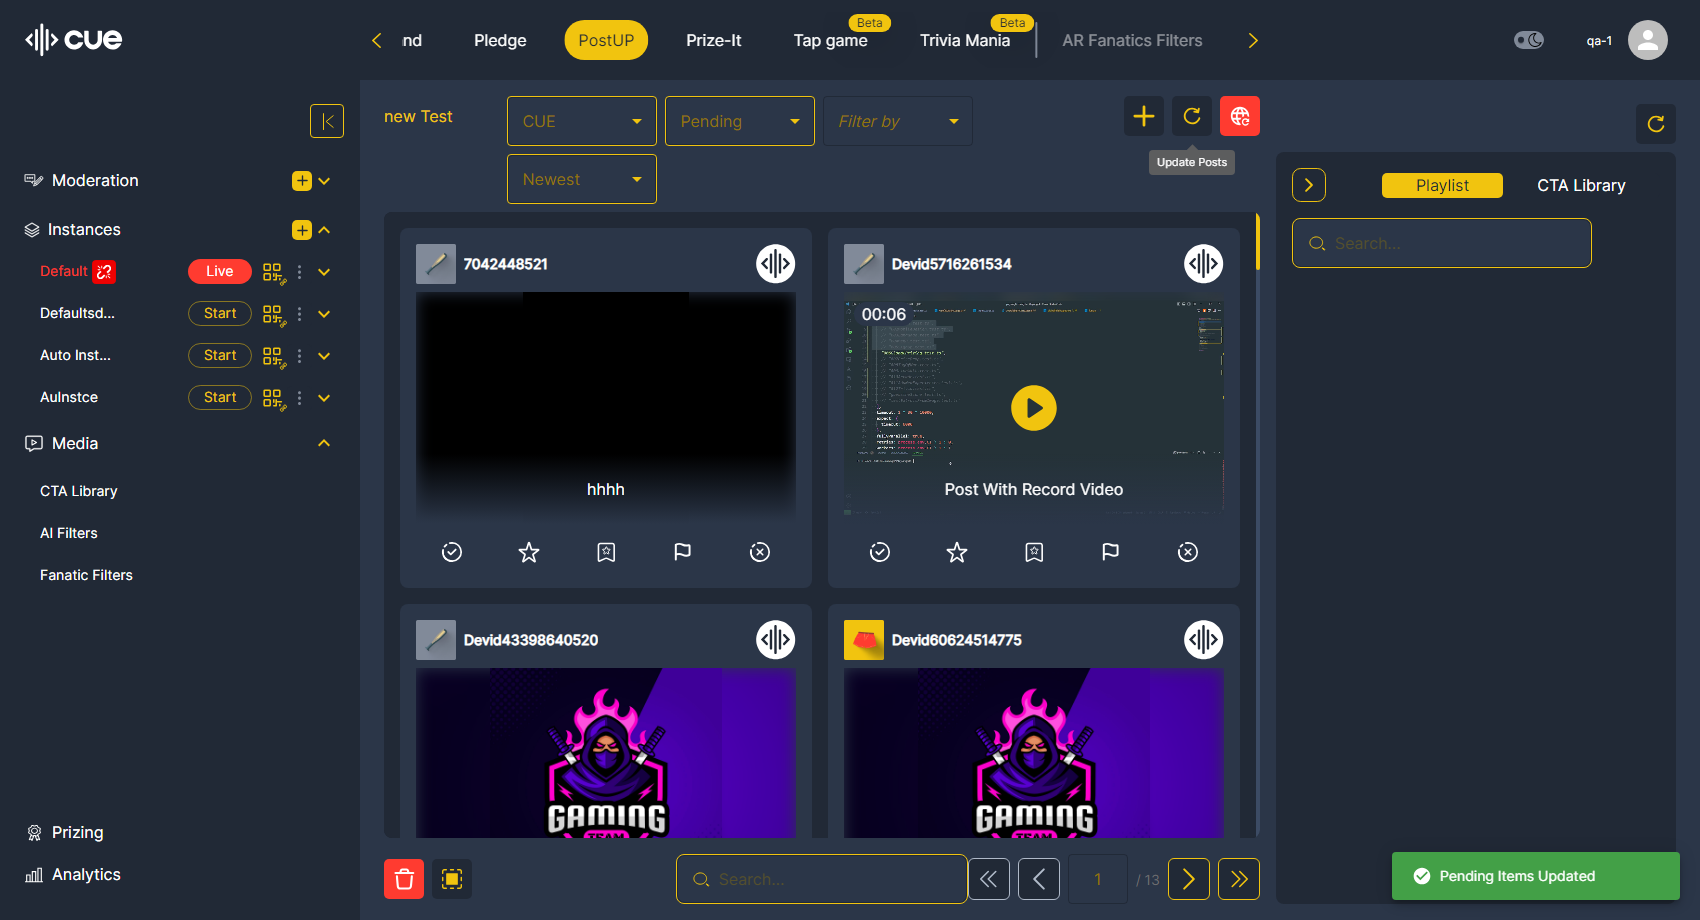 cue
nd
Pledge
PostUP
Prize-It
Beta
Tap game
Beta
Trivia Mania
AR Fanatics Filters
qa-1
new Test
CUE
Pending
Filter by
Newest
Update Posts
Moderation
Instances
Default
Live
Defaultsd...
Start
Auto Inst...
Start
AuInstce
Start
Media
CTA Library
AI Filters
Fanatic Filters
Prizing
Analytics
7042448521
hhhh
Devid5716261534
00:06
Post With Record Video
Devid43398640520
GAMING
TEAM
Devid60624514775
GAMING
TEAM
Search...
1
/ 13
Playlist
CTA Library
Search...
Pending Items Updated